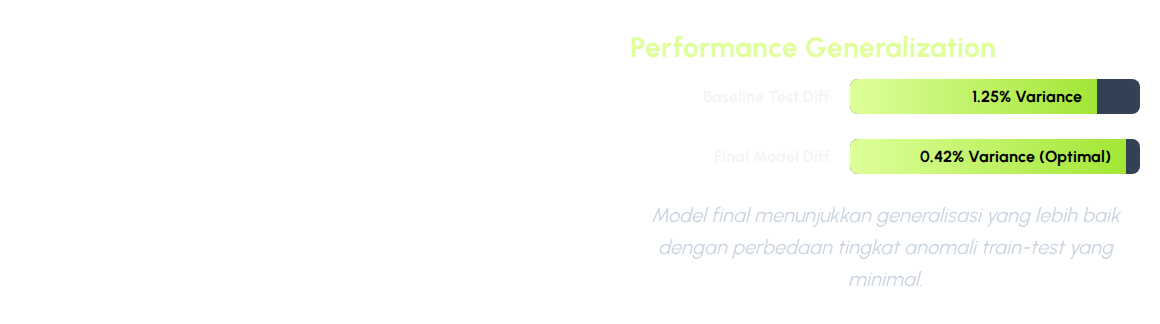 Performance Generalization
Baseline Test Diff
1.25% Variance
Final Model Diff
0.42% Variance (Optimal)
Model final menunjukkan generalisasi yang lebih baik
dengan perbedaan tingkat anomali train-test yang
minimal.